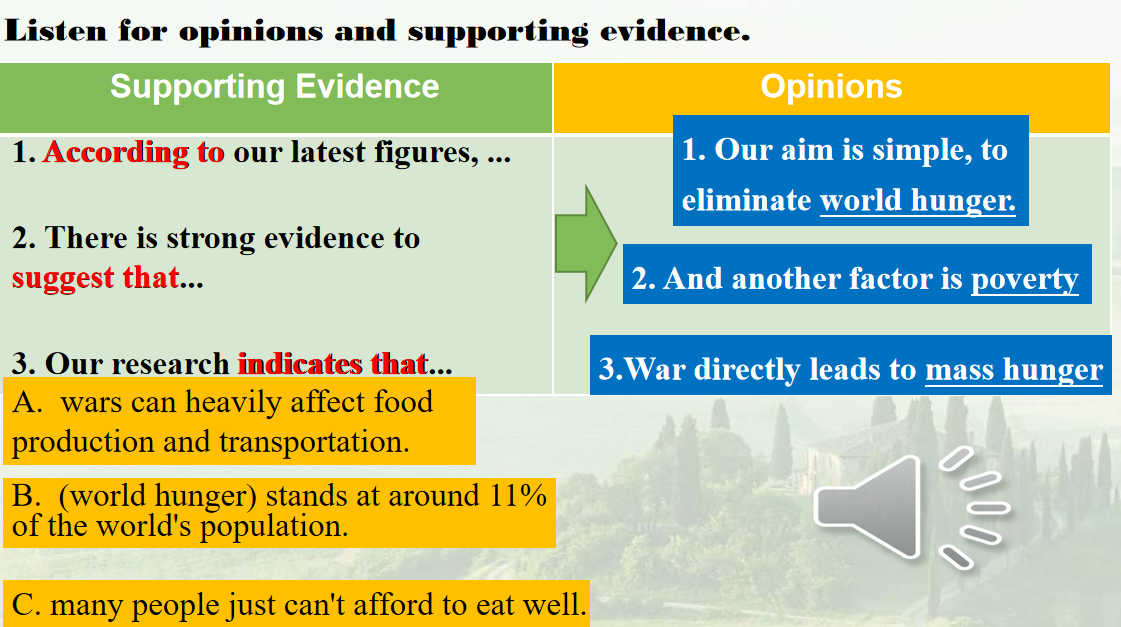 Listen for opinions and supporting evidence.
Supporting Evidence
Opinions
1. According to our latest figures, ...
2. There is strong evidence to
suggest that...
3. Our research indicates that...
1. Our aim is simple, to
eliminate world hunger.
2. And another factor is poverty
3.War directly leads to mass hunger
A. wars can heavily affect food
production and transportation.
B. (world hunger) stands at around 11%
of the world's population.
C. many people just can't afford to eat well.